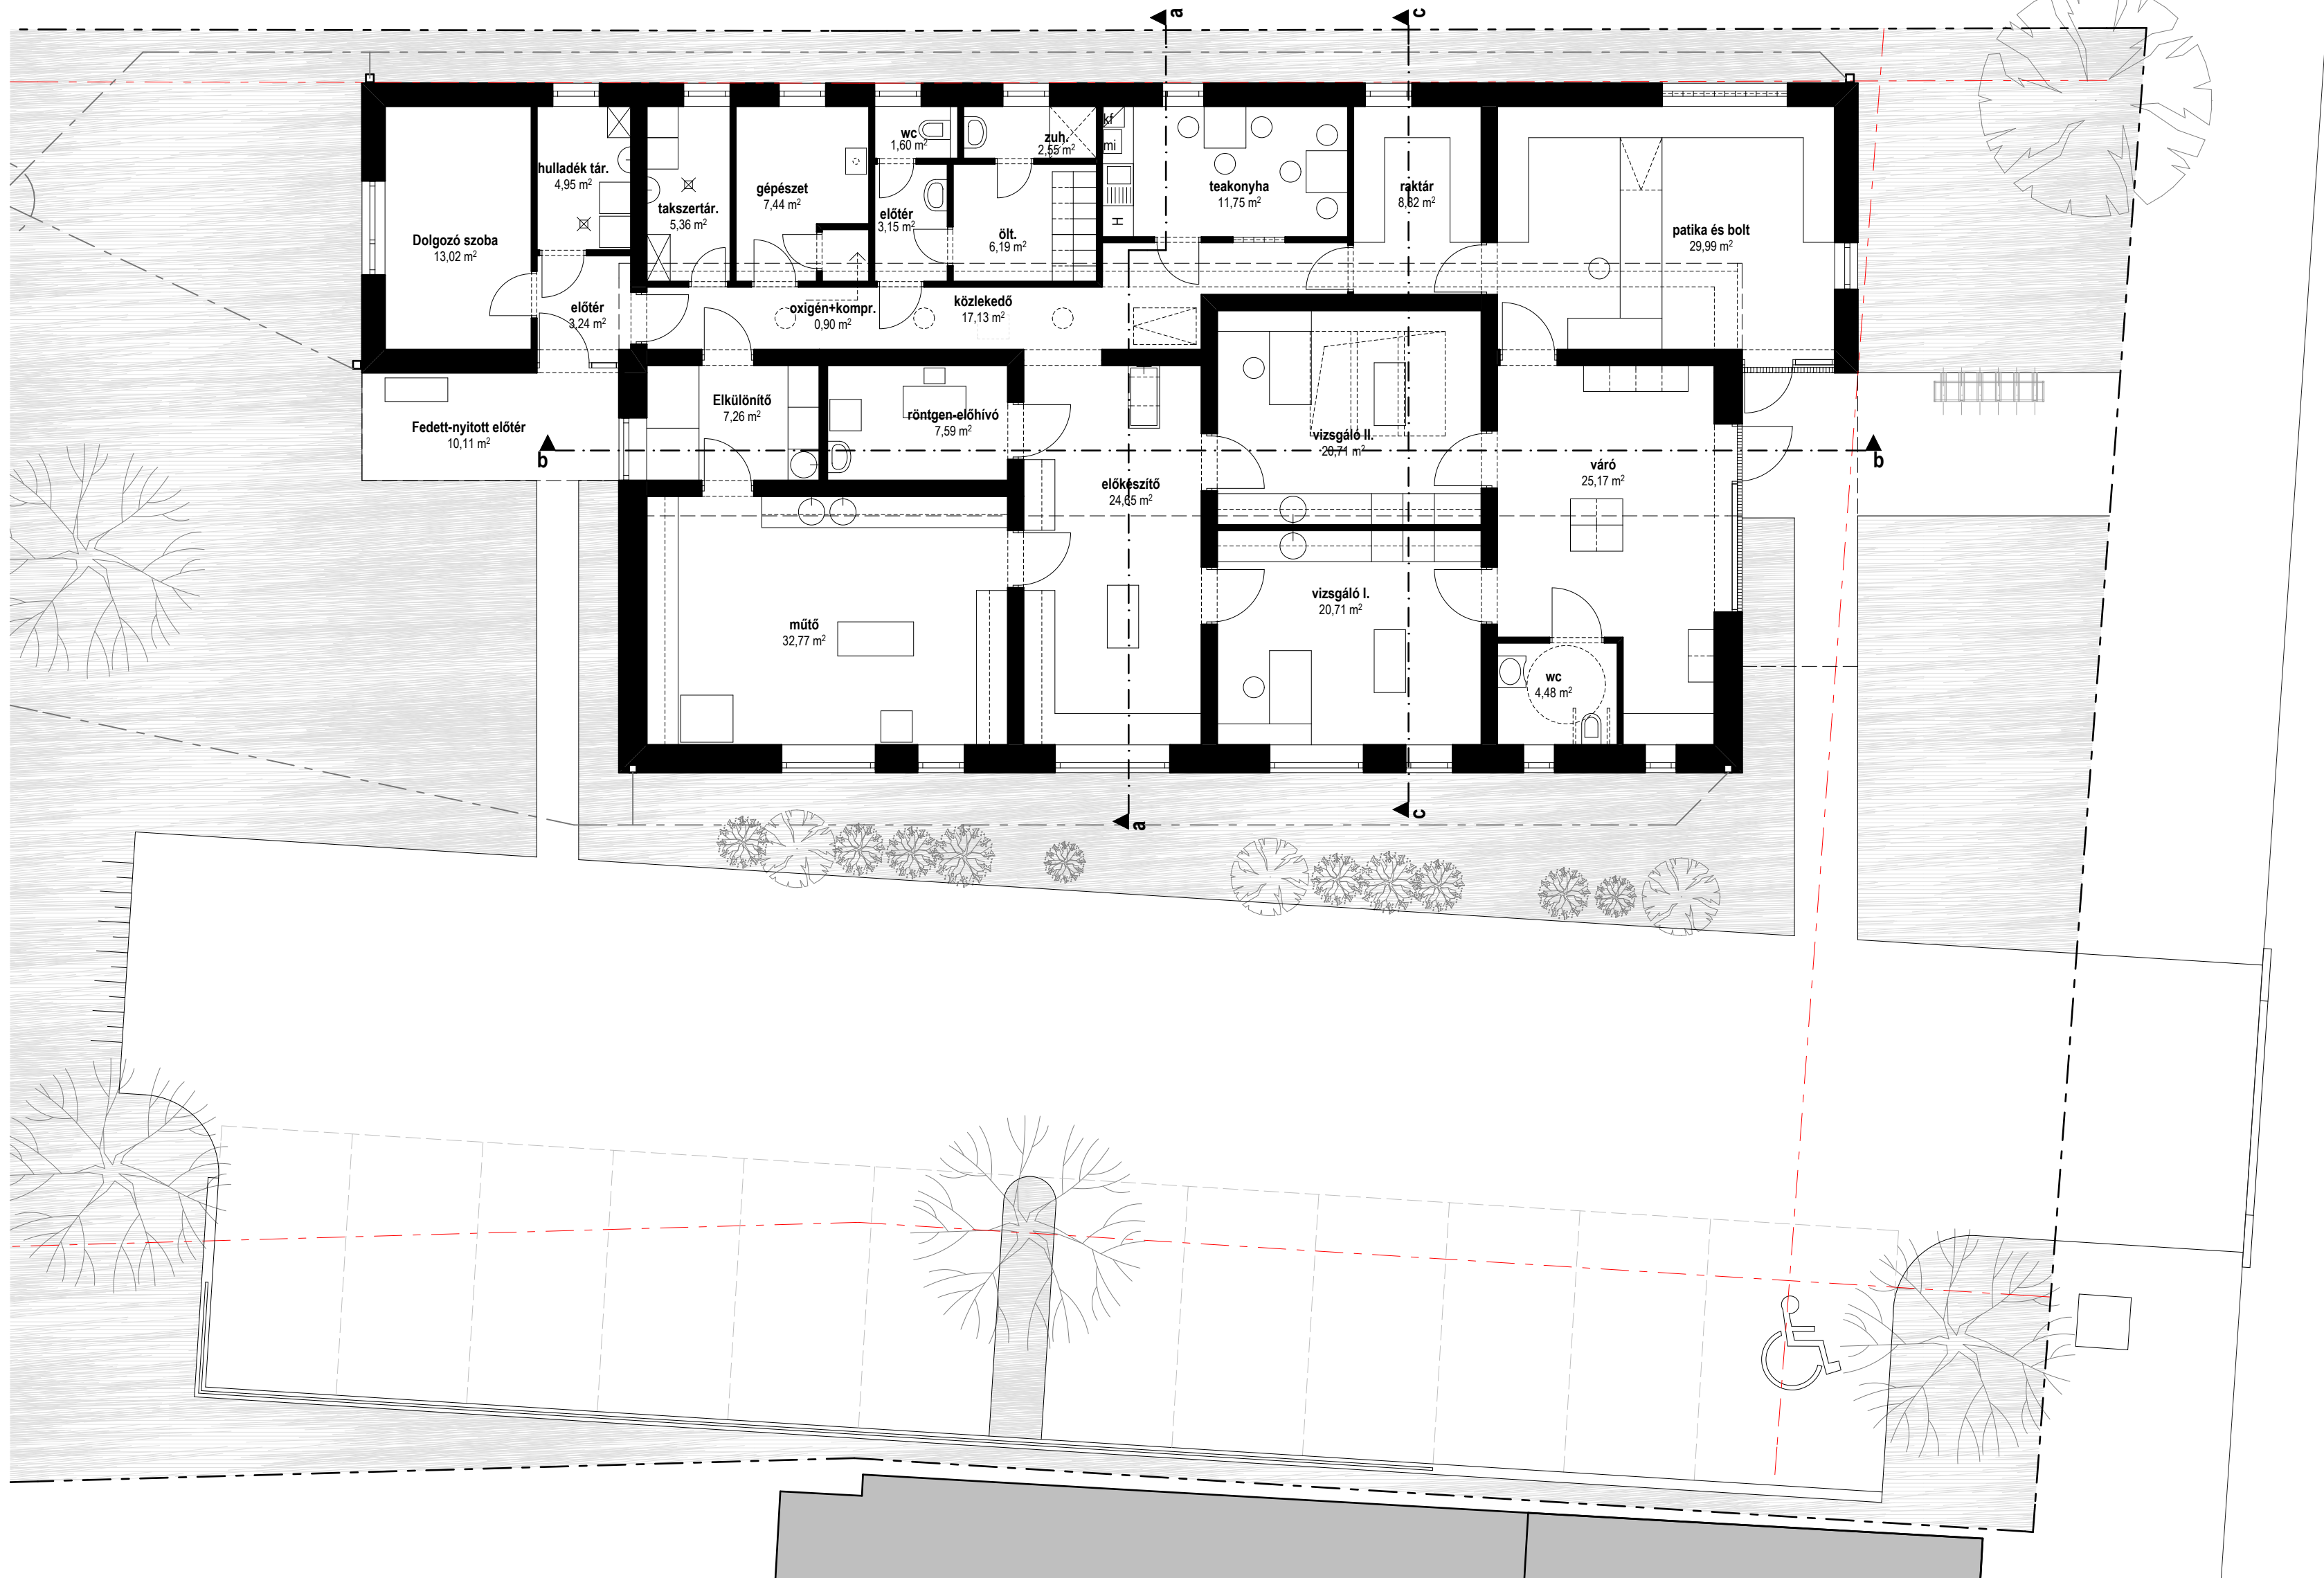 a
c
wc
1,60 m²
zuh.
2,55 m²
kf
mi
hulladék tár.
4,95 m²
takszertár.
5,36 m²
gépészet
7,44 m²
előtér
3,15 m²
ölt.
6,19 m²
H
teakonyha
11,75 m²
raktár
8,82 m²
patika és bolt
29,99 m²
Dolgozó szoba
13,02 m²
előtér
3,24 m²
oxigén+kompr.
0,90 m²
közlekedő
17,13 m²
Fedett-nyitott előtér
10,11 m²
b
Elkülönítő
7,26 m²
röntgen-előhívó
7,59 m²
előkészítő
24,65 m²
vizsgáló II.
20,71 m²
váró
25,17 m²
b
műtő
32,77 m²
vizsgáló I.
20,71 m²
wc
4,48 m²
a
c